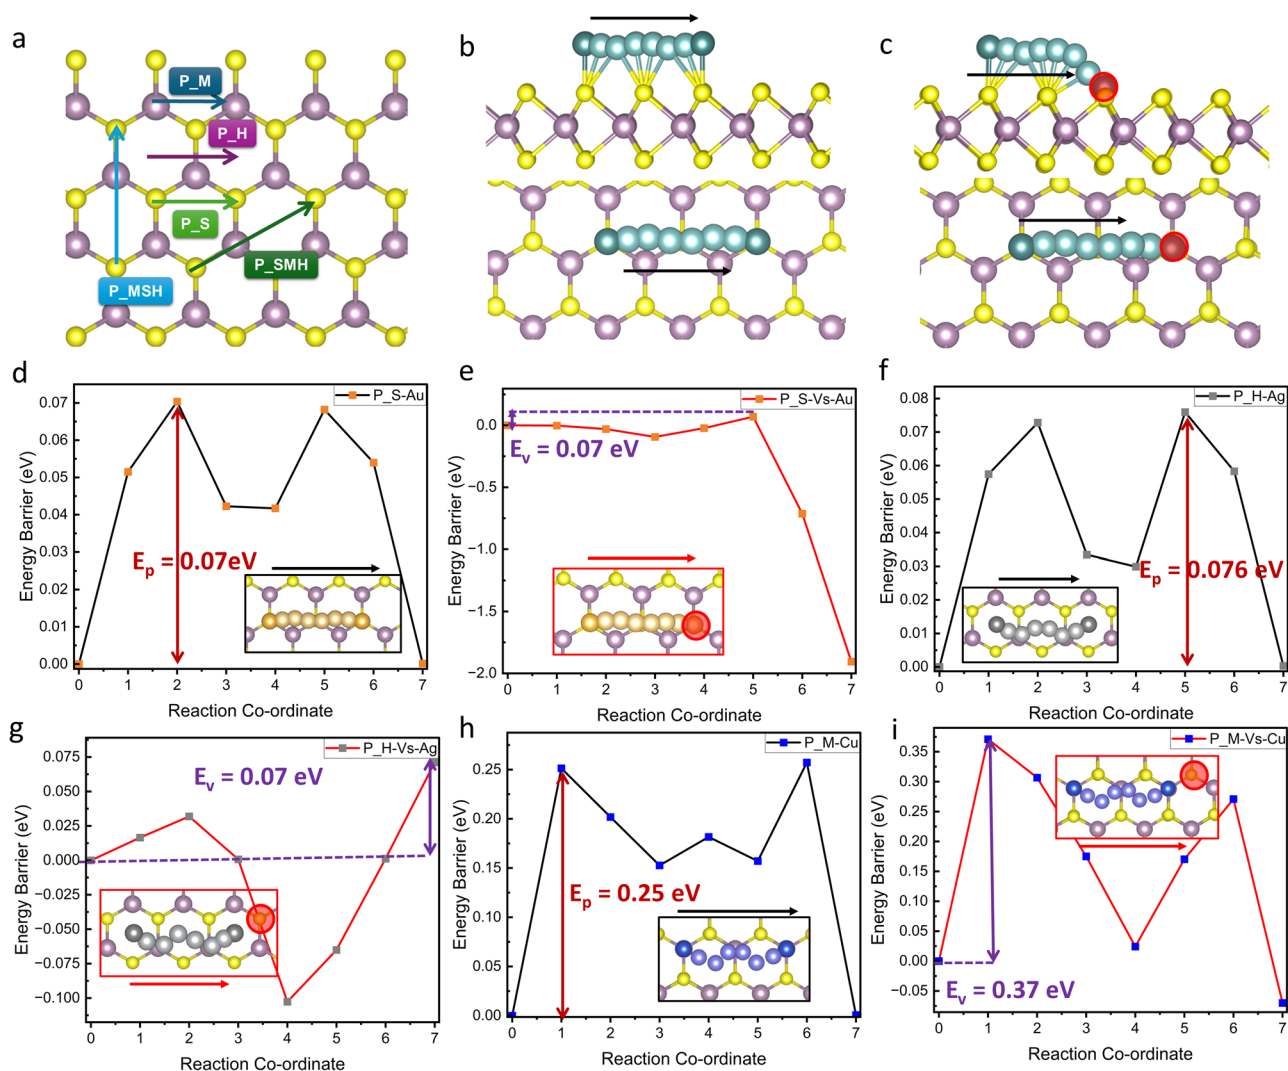 a
P_M
P_H
P_S
P_SMH
P_MSH
b
c
d
P_S-Au
0.07
0.06
0.05
0.04
0.03
0.02
0.01
0.00
Energy Barrier (eV)
Ep = 0.07eV
0 1 2 3 4 5 6 7
Reaction Co-ordinate
e
P_S-Vs-Au
0.0
−0.5
−1.0
−1.5
−2.0
Energy Barrier (eV)
Ev = 0.07 eV
0 1 2 3 4 5 6 7
Reaction Co-ordinate
f
P_H-Ag
0.08
0.07
0.06
0.05
0.04
0.03
0.02
0.01
0.00
Energy Barrier (eV)
Ep = 0.076 eV
0 1 2 3 4 5 6 7
Reaction Co-ordinate
g
P_H-Vs-Ag
0.075
0.050
0.025
0.000
−0.025
−0.050
−0.075
−0.100
Energy Barrier (eV)
Ev = 0.07 eV
0 1 2 3 4 5 6 7
Reaction Co-ordinate
h
P_M-Cu
0.25
0.20
0.15
0.10
0.05
0.00
Energy Barrier (eV)
Ep = 0.25 eV
0 1 2 3 4 5 6 7
Reaction Co-ordinate
i
P_M-Vs-Cu
0.35
0.30
0.25
0.20
0.15
0.10
0.05
0.00
−0.05
Energy Barrier (eV)
Ev = 0.37 eV
0 1 2 3 4 5 6 7
Reaction Co-ordinate